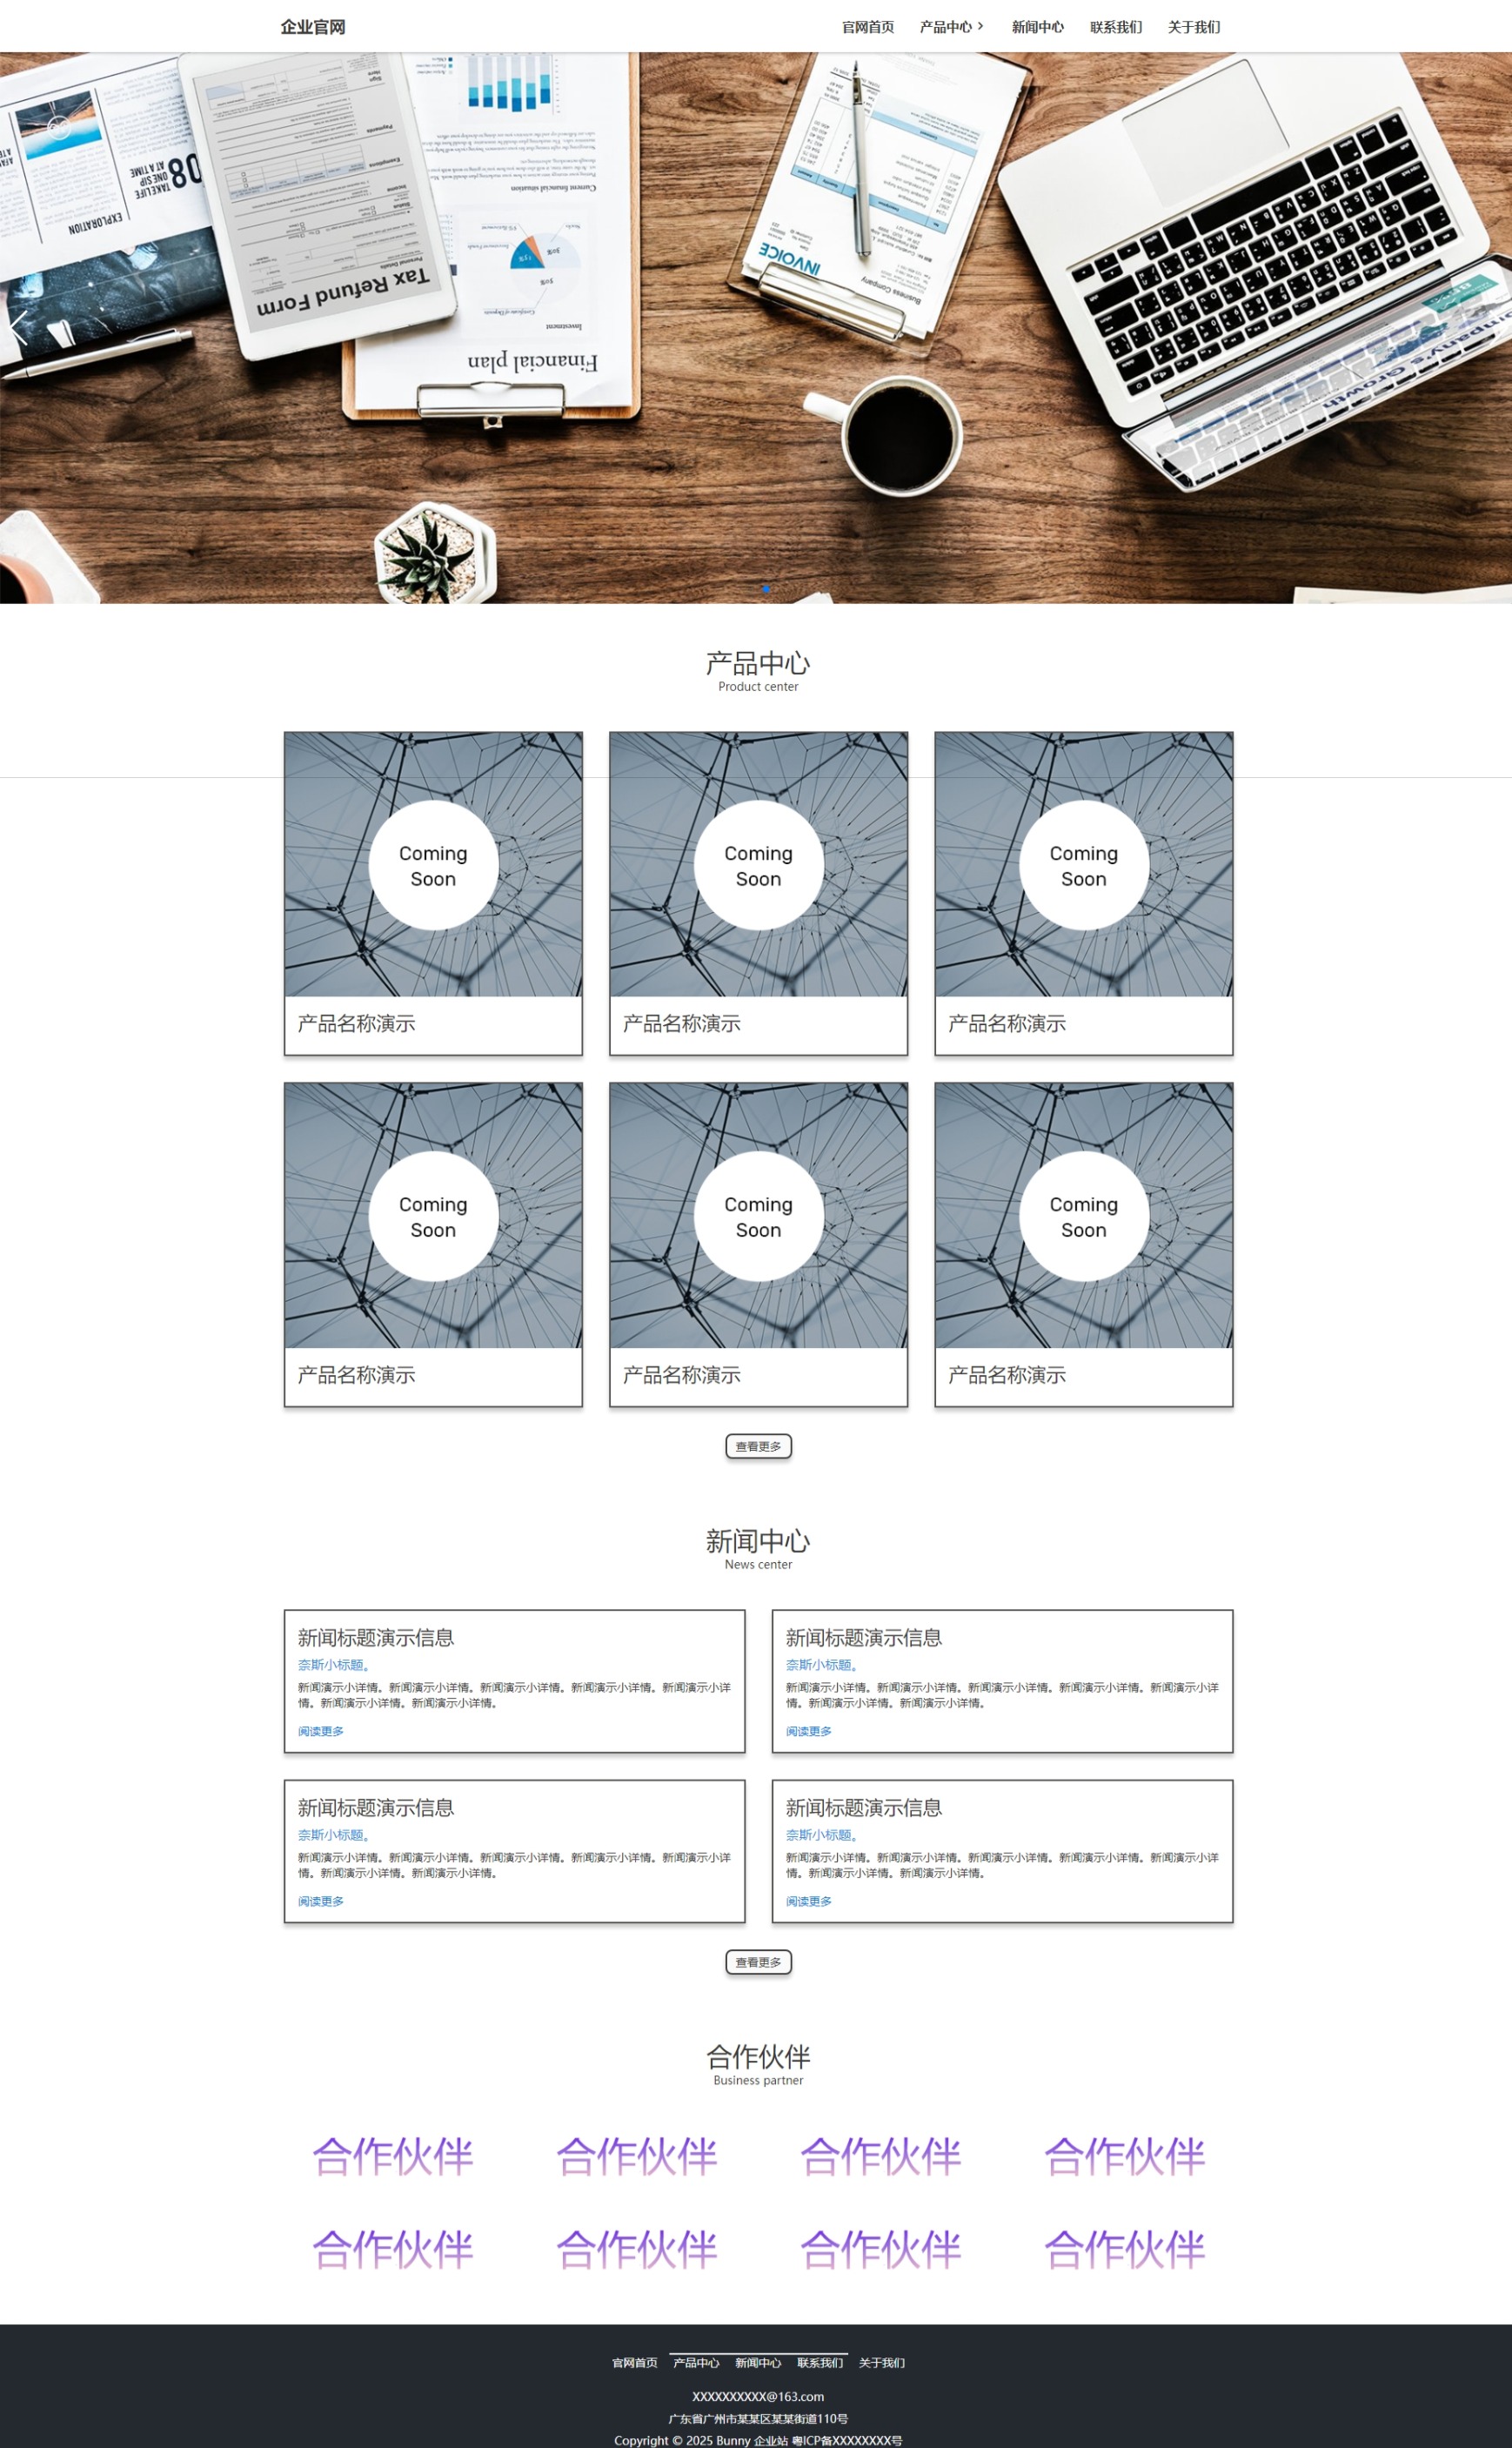 企业官网
官网首页 产品中心 新闻中心 联系我们 关于我们
EXPLORATION
TAKE LIFE
ONE SIP
AT A TIME
08
Tax Refund Form
Financial plan
Investment
Current financial situation
INVOICE
Business Company
产品中心
Product center
Coming Soon
Coming Soon
Coming Soon
产品名称演示
产品名称演示
产品名称演示
Coming Soon
Coming Soon
Coming Soon
产品名称演示
产品名称演示
产品名称演示
查看更多
新闻中心
News center
新闻标题演示信息
奈斯小标题。
新闻演示小详情。新闻演示小详情。新闻演示小详情。新闻演示小详情。新闻演示小详
情。新闻演示小详情。新闻演示小详情。
阅读更多
新闻标题演示信息
奈斯小标题。
新闻演示小详情。新闻演示小详情。新闻演示小详情。新闻演示小详情。新闻演示小详
情。新闻演示小详情。新闻演示小详情。
阅读更多
新闻标题演示信息
奈斯小标题。
新闻演示小详情。新闻演示小详情。新闻演示小详情。新闻演示小详情。新闻演示小详
情。新闻演示小详情。新闻演示小详情。
阅读更多
新闻标题演示信息
奈斯小标题。
新闻演示小详情。新闻演示小详情。新闻演示小详情。新闻演示小详情。新闻演示小详
情。新闻演示小详情。新闻演示小详情。
阅读更多
查看更多
合作伙伴
Business partner
合作伙伴 合作伙伴 合作伙伴 合作伙伴
合作伙伴 合作伙伴 合作伙伴 合作伙伴
官网首页 产品中心 新闻中心 联系我们 关于我们
XXXXXXXXXX@163.com
广东省广州市某某区某某街道110号
Copyright © 2025 Bunny 企业站 粤ICP备XXXXXXXX号